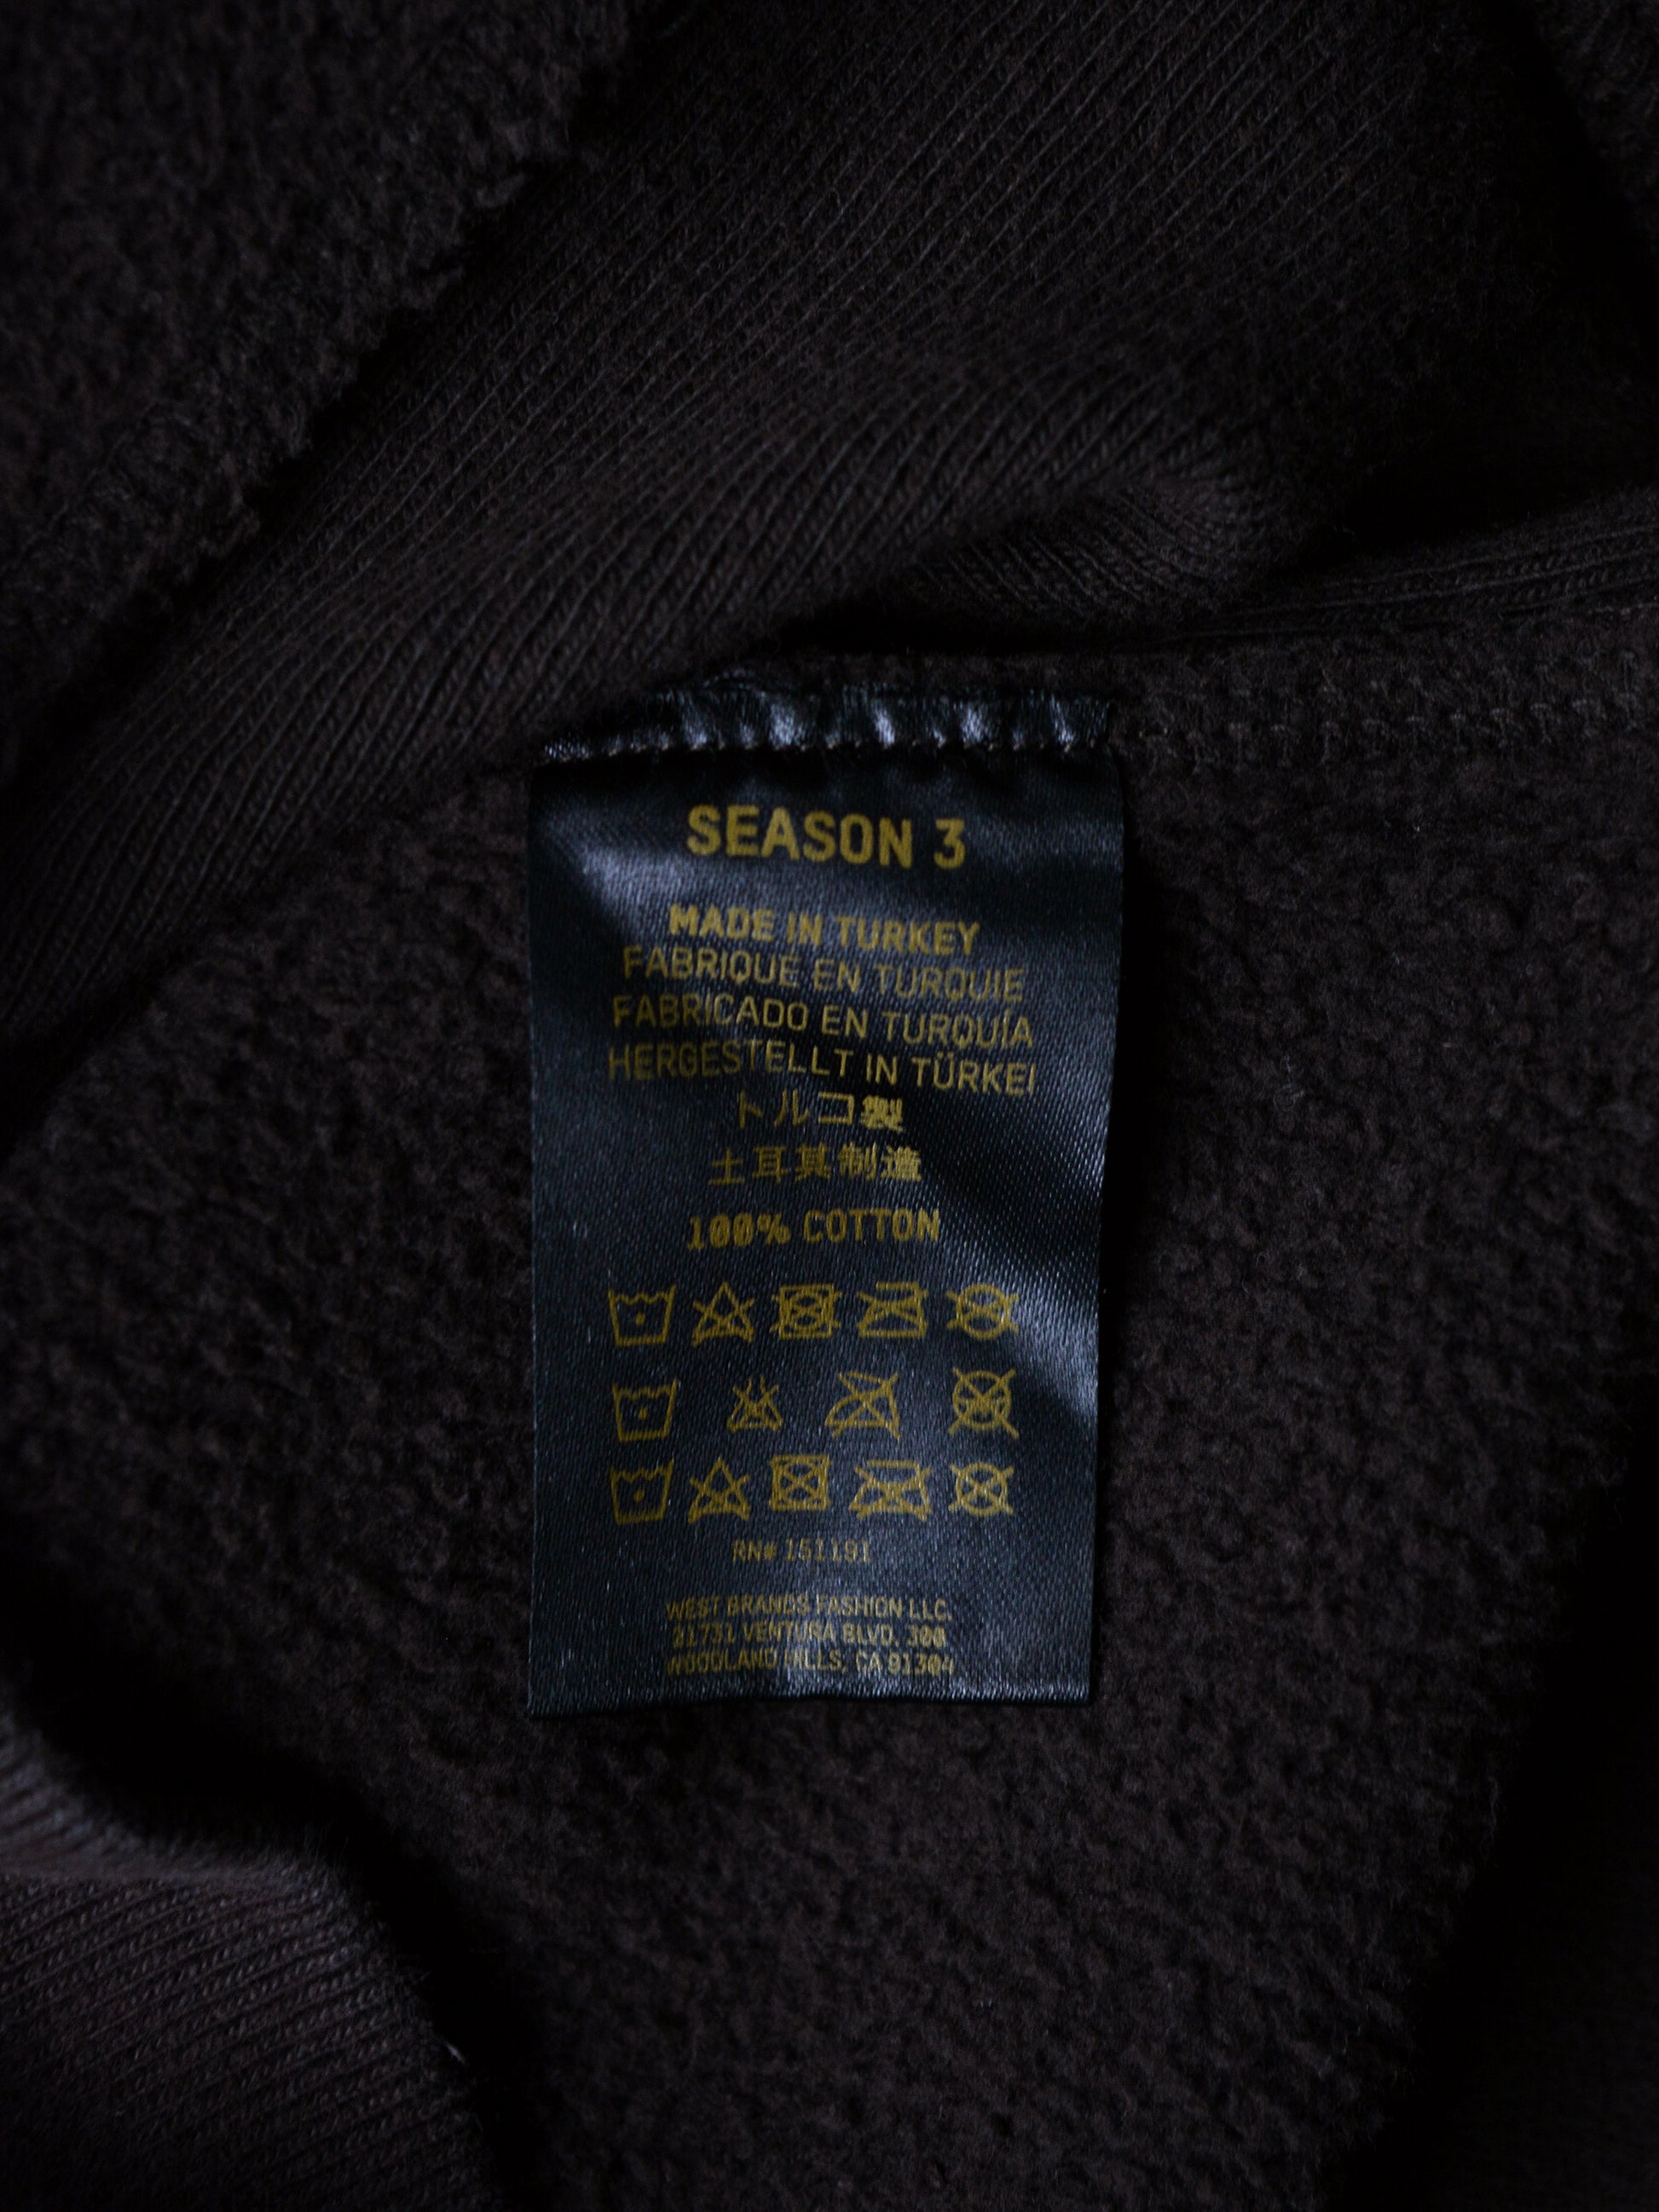 SEASON 3
MADE IN TURKEY
FABRIQUE EN TURQUIE
FABRICADO EN TURQUÍA
HERGESTELLT IN TÜRKEI
トルコ製
土耳其制造
100% COTTON
RN# 151191
WEST BRANDS FASHION LLC.
21731 VENTURA BLVD. 300
WOODLAND HILLS, CA 91304